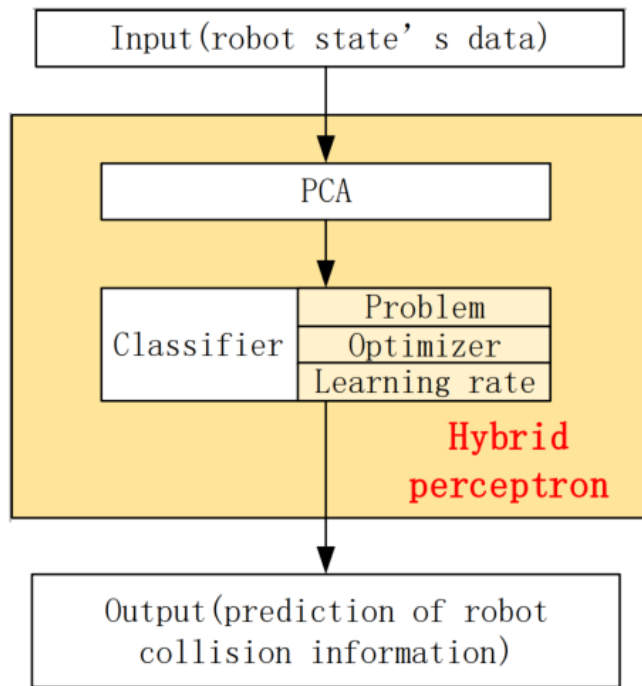 Input(robot state’s data)
PCA
Classifier
Problem
Optimizer
Learning rate
Hybrid
perceptron
Output(prediction of robot
collision information)